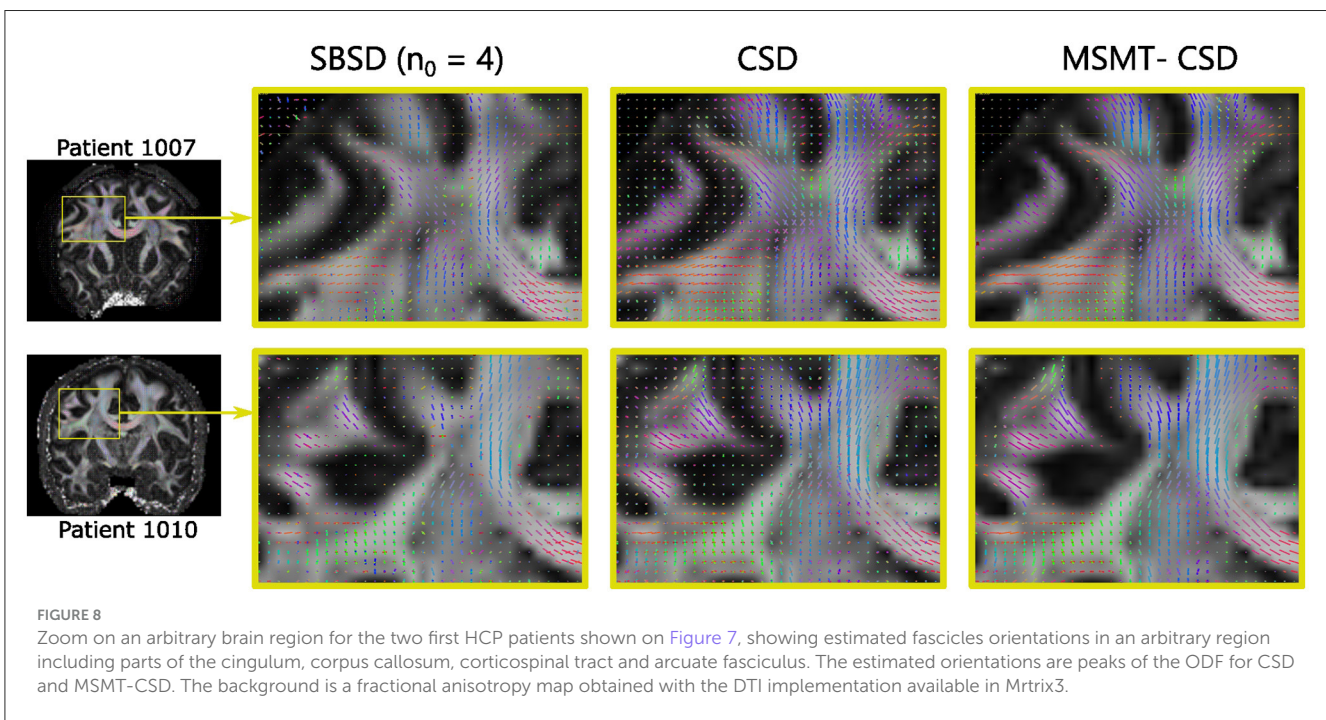 SBSD (n₀ = 4)
CSD
MSMT- CSD
Patient 1007
Patient 1010
FIGURE 8
Zoom on an arbitrary brain region for the two first HCP patients shown on Figure 7, showing estimated fascicles orientations in an arbitrary region
including parts of the cingulum, corpus callosum, corticospinal tract and arcuate fasciculus. The estimated orientations are peaks of the ODF for CSD
and MSMT-CSD. The background is a fractional anisotropy map obtained with the DTI implementation available in Mrtrix3.